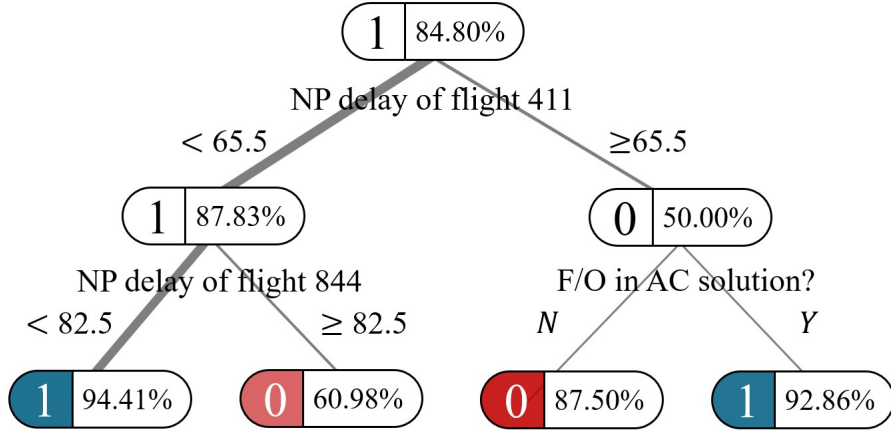 1 84.80%
NP delay of flight 411
< 65.5 ≥65.5
1 87.83% 0 50.00%
NP delay of flight 844 F/O in AC solution?
< 82.5 ≥ 82.5 N Y
1 94.41% 0 60.98% 0 87.50% 1 92.86%